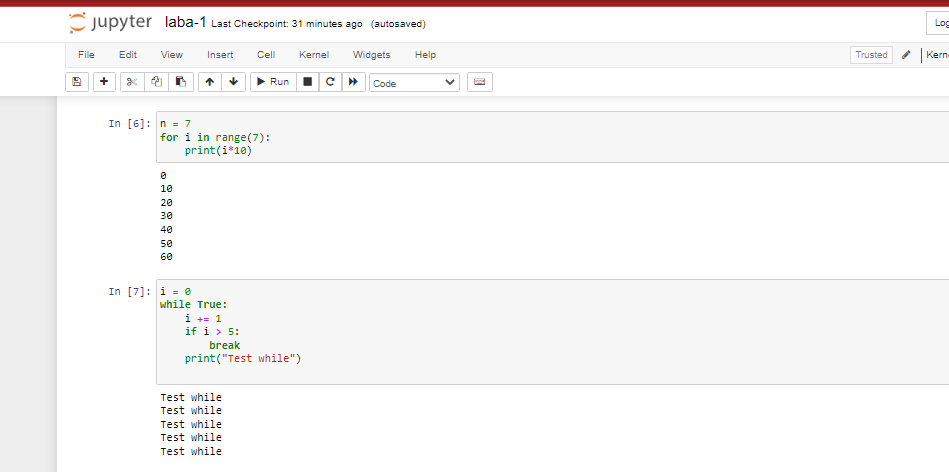 jupyter laba-1 Last Checkpoint: 31 minutes ago (autosaved)
Log
File Edit View Insert Cell Kernel Widgets Help
Trusted Kern
Run Code
In [6]: n = 7
for i in range(7):
    print(i*10)
0
10
20
30
40
50
60
In [7]: i = 0
while True:
    i += 1
    if i > 5:
        break
    print("Test while")
Test while
Test while
Test while
Test while
Test while